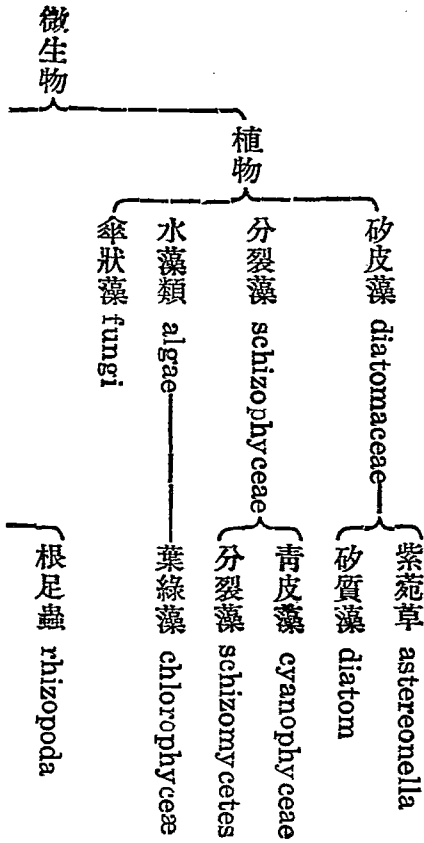 微生物
植物
矽皮藻 diatomaceae
紫菀草 astereonella
矽質藻 diatom
分裂藻 schizophyceae
青皮藻 cyanophyceae
分裂藻 schizomycetes
水藻類 algae
葉綠藻 chlorophyceæ
傘狀藻 fungi
根足蟲 rhizopoda